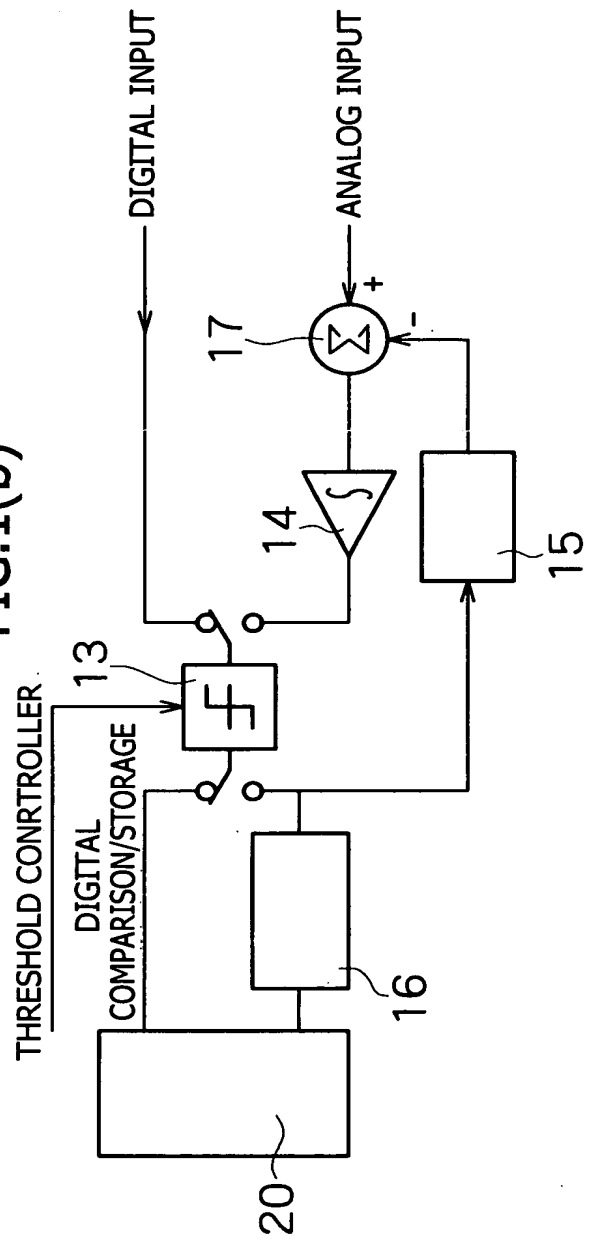 FIG.1(b)
THRESHOLD CONRTROLLER
DIGITAL
COMPARISON/STORAGE
DIGITAL INPUT
ANALOG INPUT
13
14
17
Σ
∫
+
-
15
16
20